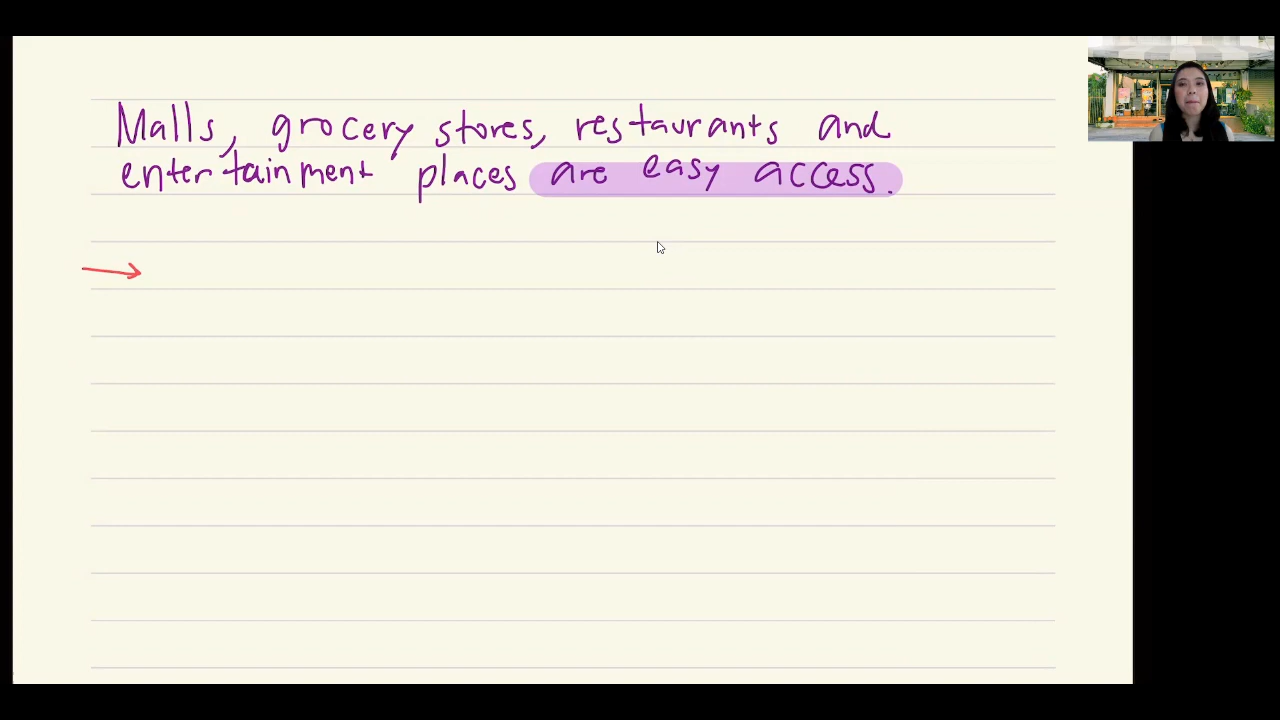 Malls, grocery stores, restaurants and
entertainment places are easy access.